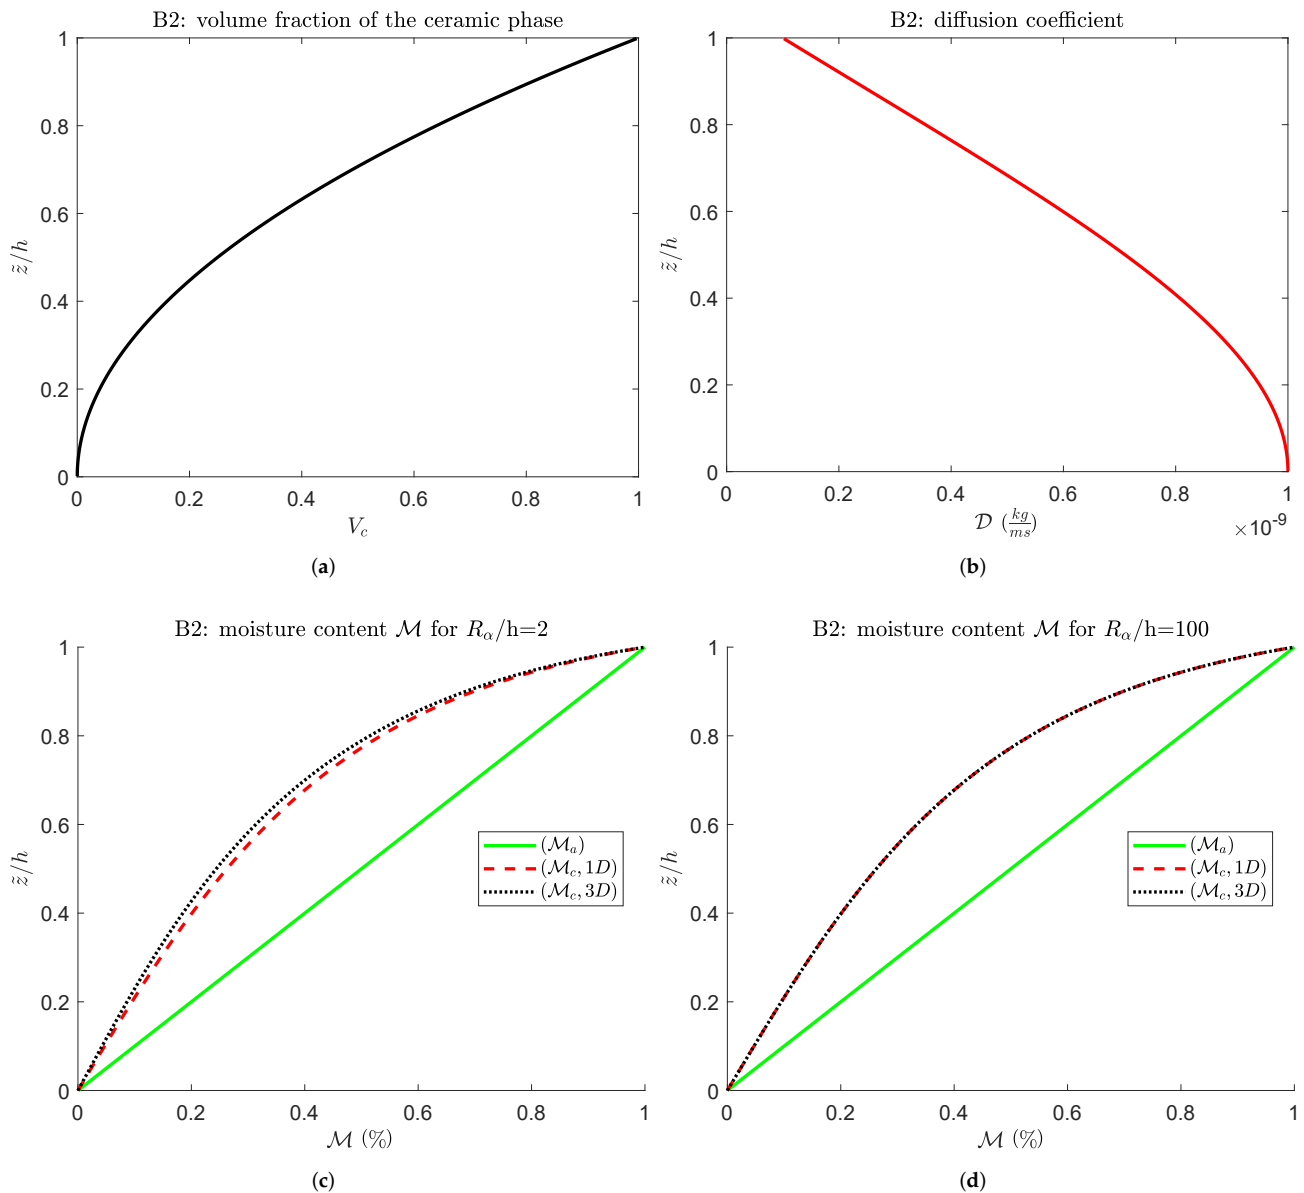 B2: volume fraction of the ceramic phase
1
0.8
0.6
0.4
0.2
0
z̃/h
0 0.2 0.4 0.6 0.8 1
V_c
(a)
B2: diffusion coefficient
1
0.8
0.6
0.4
0.2
0
z̃/h
0 0.2 0.4 0.6 0.8 1
𝒟 (kg/ms)
×10^-9
(b)
B2: moisture content ℳ for R_α/h=2
1
0.8
0.6
0.4
0.2
0
z̃/h
(ℳ_a)
(ℳ_c, 1D)
(ℳ_c, 3D)
0 0.2 0.4 0.6 0.8 1
ℳ (%)
(c)
B2: moisture content ℳ for R_α/h=100
1
0.8
0.6
0.4
0.2
0
z̃/h
(ℳ_a)
(ℳ_c, 1D)
(ℳ_c, 3D)
0 0.2 0.4 0.6 0.8 1
ℳ (%)
(d)